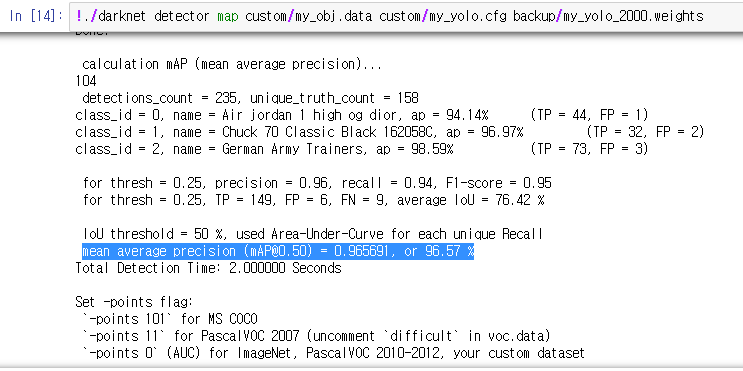 In [14]: !./darknet detector map custom/my_obj.data custom/my_yolo.cfg backup/my_yolo_2000.weights
Done!
calculation mAP (mean average precision)...
104
detections_count = 235, unique_truth_count = 158
class_id = 0, name = Air jordan 1 high og dior, ap = 94.14% (TP = 44, FP = 1)
class_id = 1, name = Chuck 70 Classic Black 162058C, ap = 96.97% (TP = 32, FP = 2)
class_id = 2, name = German Army Trainers, ap = 98.59% (TP = 73, FP = 3)
for thresh = 0.25, precision = 0.96, recall = 0.94, F1-score = 0.95
for thresh = 0.25, TP = 149, FP = 6, FN = 9, average IoU = 76.42 %
IoU threshold = 50 %, used Area-Under-Curve for each unique Recall
mean average precision (mAP@0.50) = 0.965691, or 96.57 %
Total Detection Time: 2.000000 Seconds
Set -points flag:
`-points 101` for MS COCO
`-points 11` for PascalVOC 2007 (uncomment `difficult` in voc.data)
`-points 0` (AUC) for ImageNet, PascalVOC 2010-2012, your custom dataset